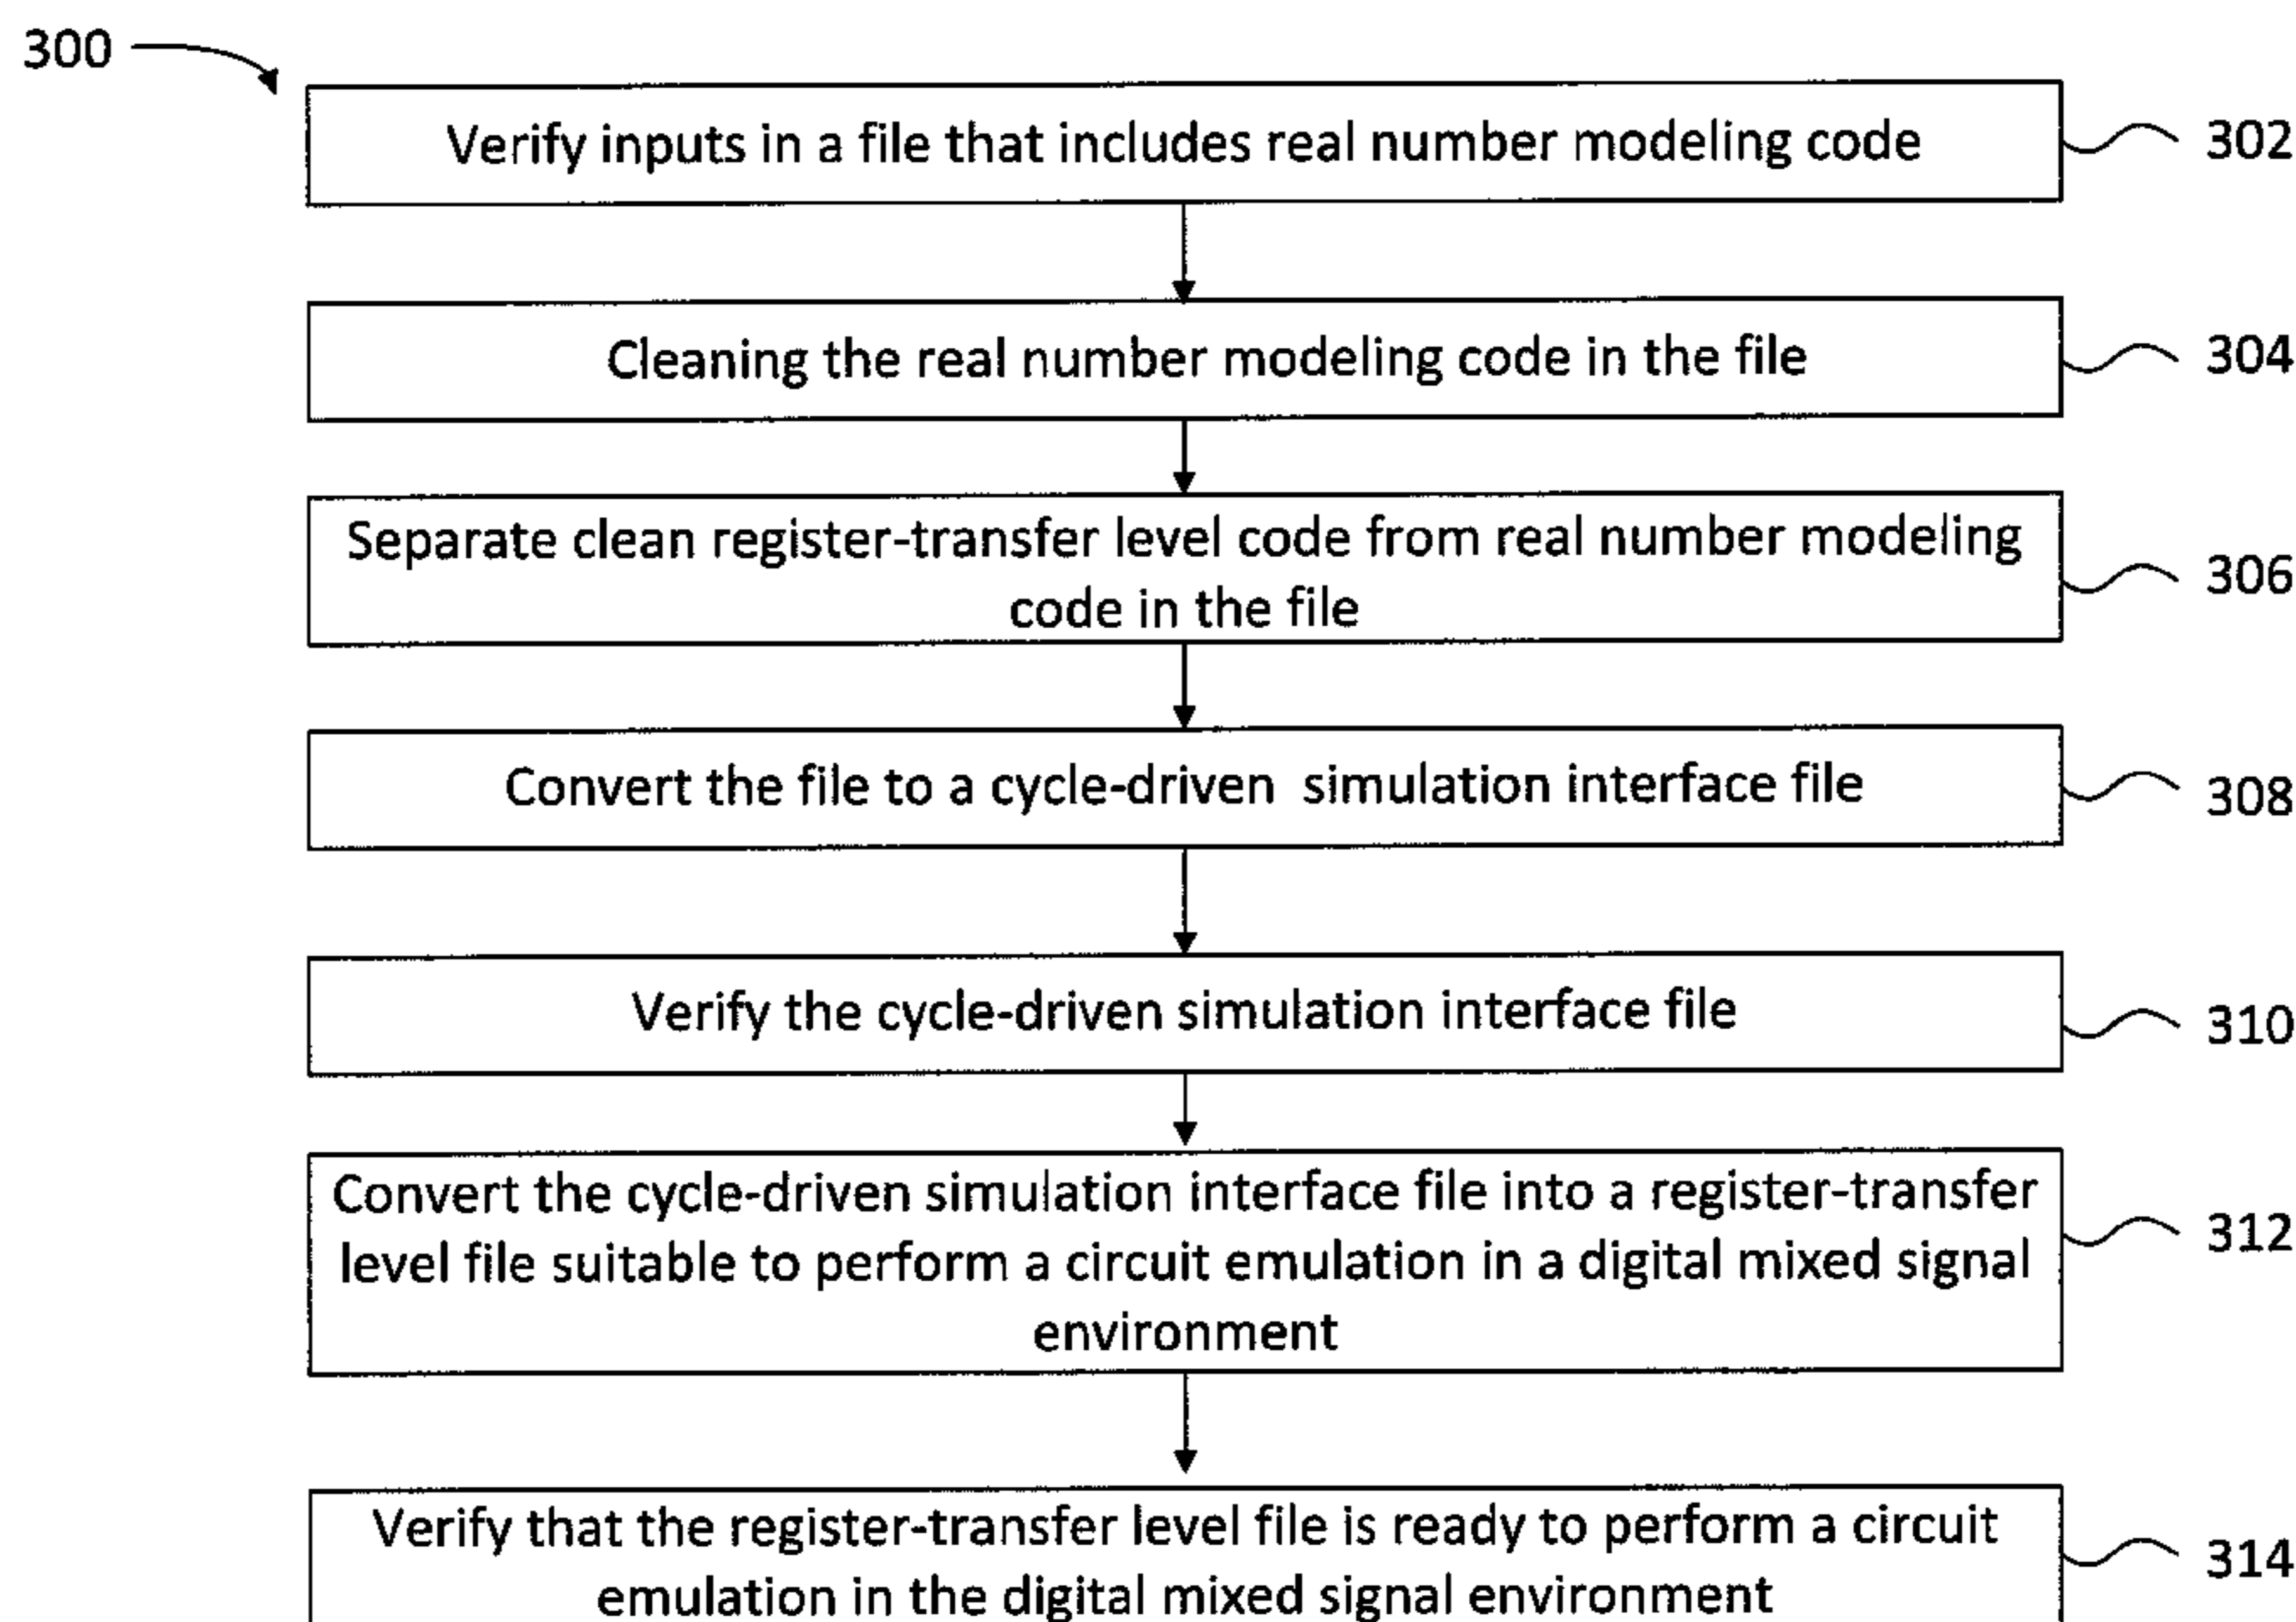 300
Verify inputs in a file that includes real number modeling code
302
Cleaning the real number modeling code in the file
304
Separate clean register-transfer level code from real number modeling
code in the file
306
Convert the file to a cycle-driven simulation interface file
308
Verify the cycle-driven simulation interface file
310
Convert the cycle-driven simulation interface file into a register-transfer
level file suitable to perform a circuit emulation in a digital mixed signal
environment
312
Verify that the register-transfer level file is ready to perform a circuit
emulation in the digital mixed signal environment
314